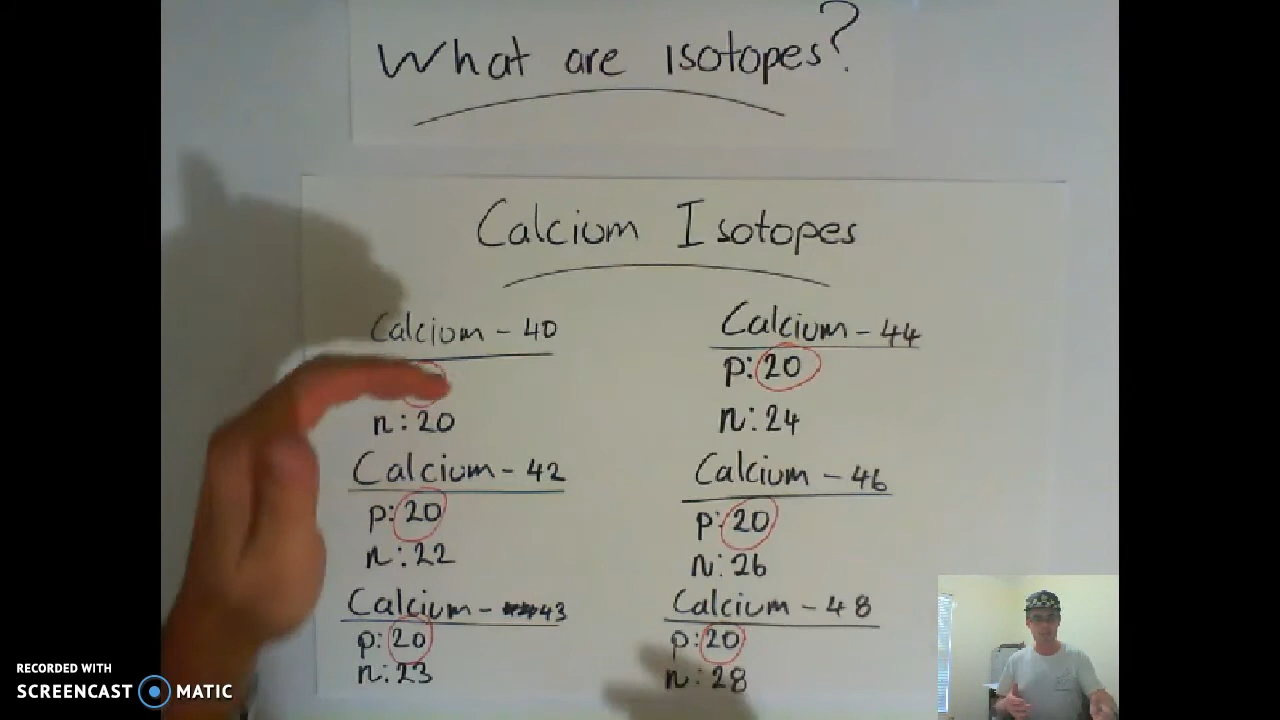 What are Isotopes?
Calcium Isotopes
Calcium - 40
n: 20
Calcium - 42
p: 20
n: 22
Calcium - 43
p: 20
n: 23
Calcium - 44
p: 20
n: 24
Calcium - 46
p: 20
n: 26
Calcium - 48
p: 20
n: 28
RECORDED WITH
SCREENCAST MATIC